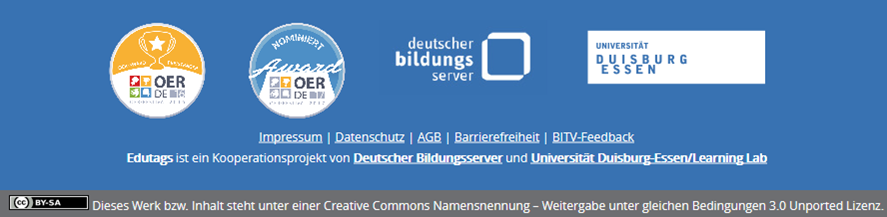 NOMINIERT
Award
OER
DE
OER
DE
deutscher
bildungs
server
UNIVERSITÄT
DUISBURG
ESSEN
Impressum | Datenschutz | AGB | Barrierefreiheit | BITV-Feedback
Edutags ist ein Kooperationsprojekt von Deutscher Bildungsserver und Universität Duisburg-Essen/Learning Lab
cc BY-SA Dieses Werk bzw. Inhalt steht unter einer Creative Commons Namensnennung – Weitergabe unter gleichen Bedingungen 3.0 Unported Lizenz.